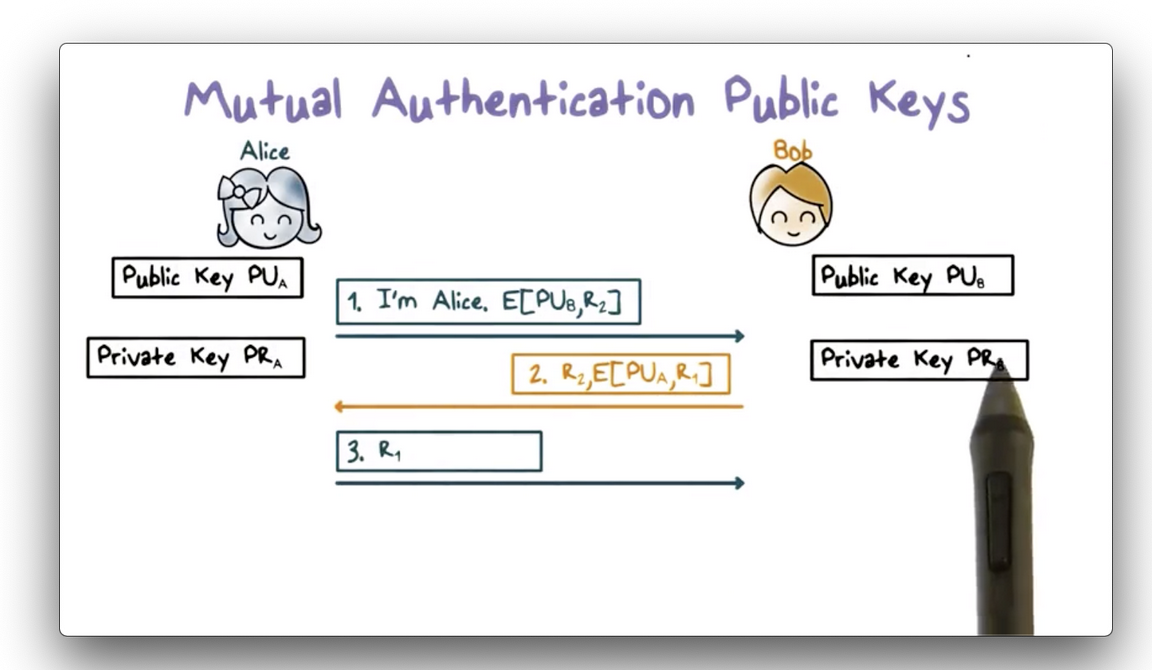 Mutual Authentication Public Keys
Alice
Bob
Public Key PU_A
Public Key PU_B
1. I'm Alice. E[PU_B,R_2]
Private Key PR_A
Private Key PR_B
2. R_2,E[PU_A,R_1]
3. R_1